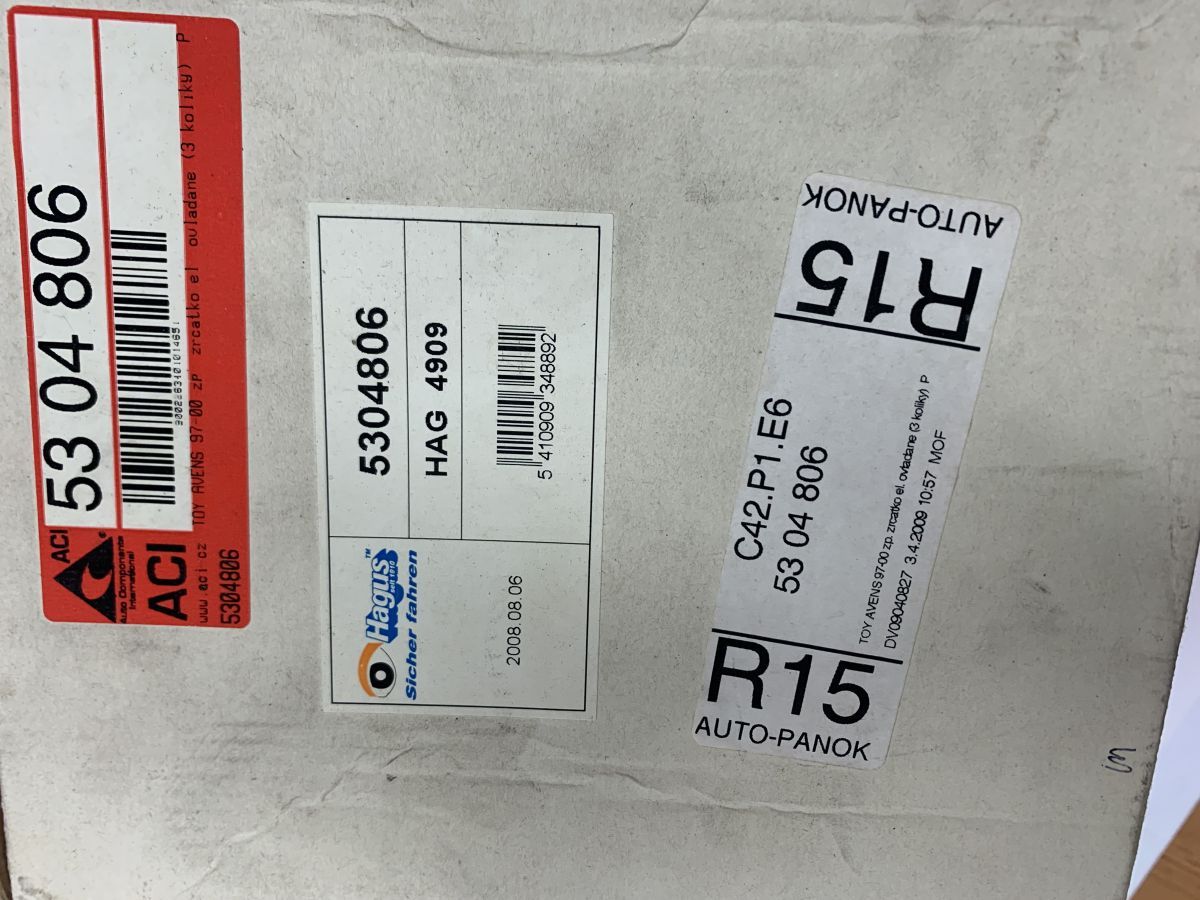 ACI
53 04 806
Auto Components
International
ACI
www.aci.cz
TOY AVENS 97-00 zp zrcatko el ovladane (3 koliky) P
5304806
5304806
HAG 4909
5 410909 348892
Hagus™
Sicher fahren
2008.08.06
AUTO-PANOK
R15
C42.P1.E6
53 04 806
TOY AVENS 97-00 zp. zrcatko el. ovladane (3 koliky) P
DV09040827 3.4.2009 10:57 MOF
R15
AUTO-PANOK